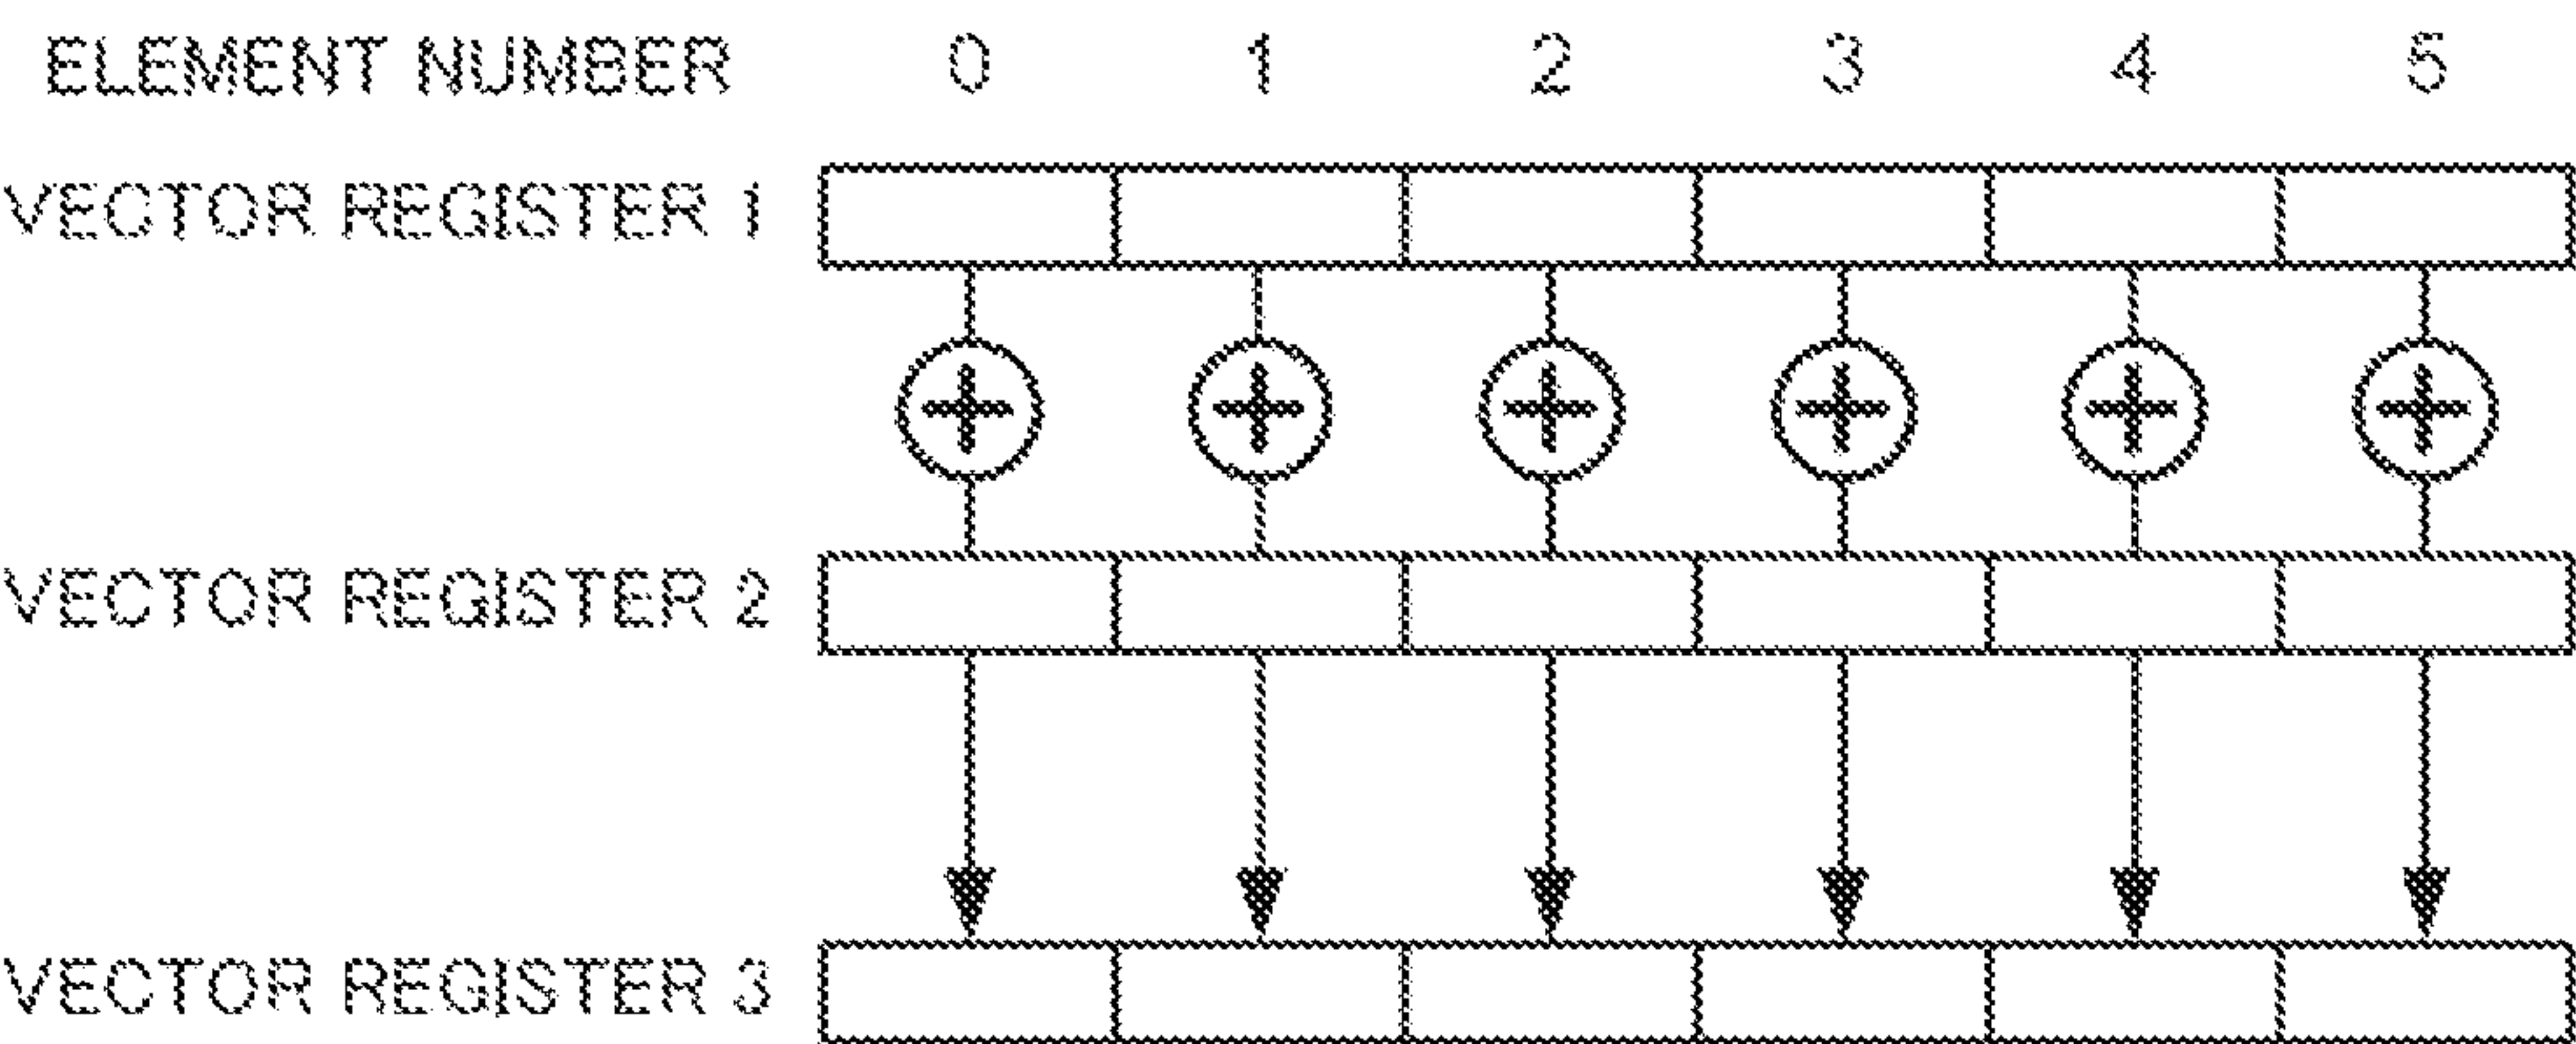 ELEMENT NUMBER 0 1 2 3 4 5
VECTOR REGISTER 1
VECTOR REGISTER 2
VECTOR REGISTER 3